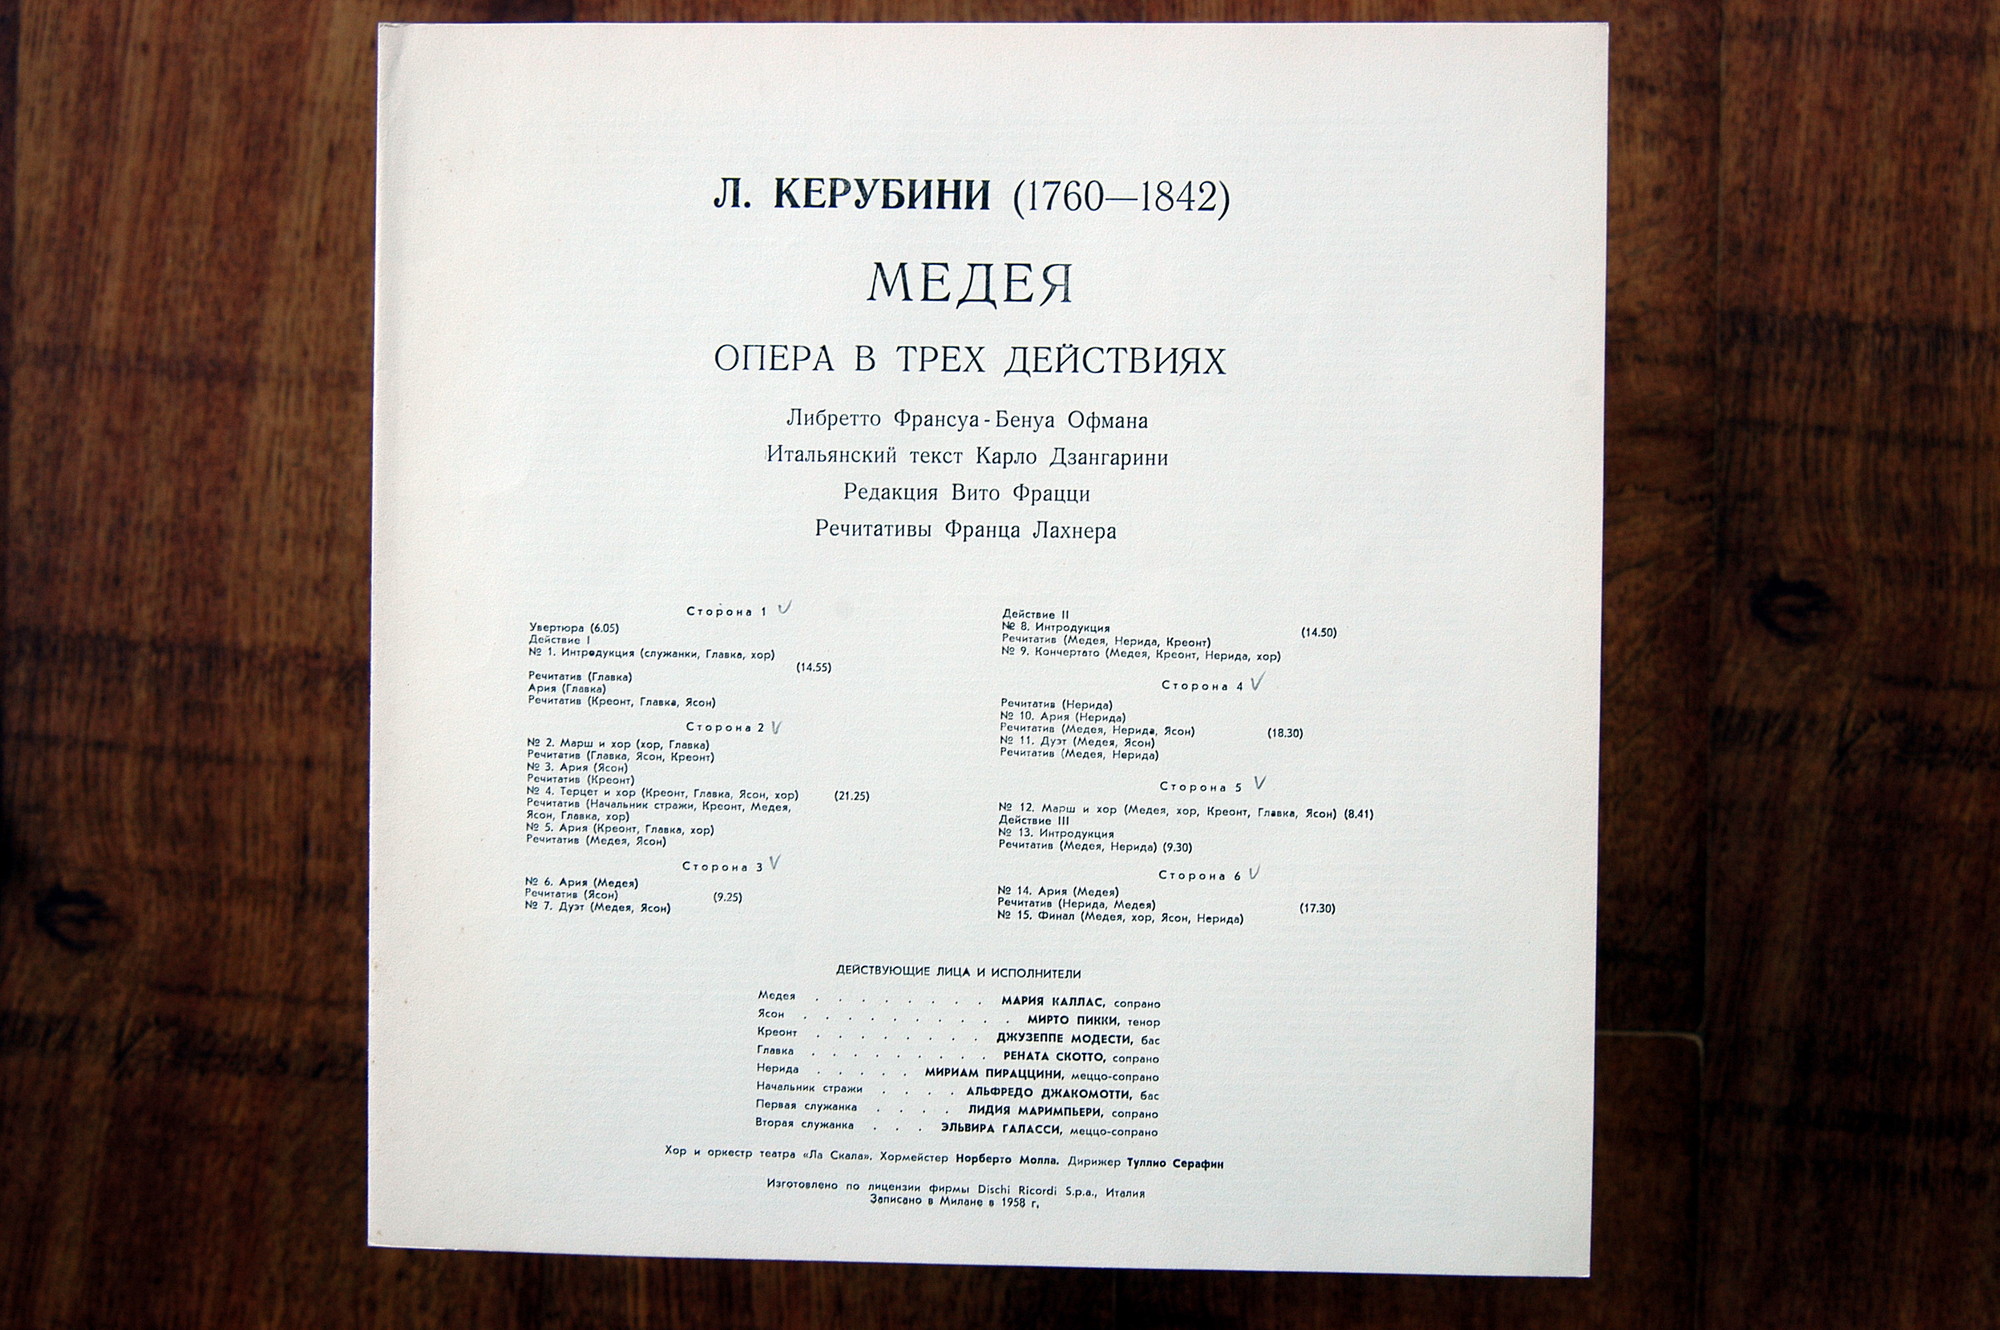 Л. КЕРУБИНИ (1760—1842)
МЕДЕЯ
ОПЕРА В ТРЕХ ДЕЙСТВИЯХ
Либретто Франсуа-Бенуа Офмана
Итальянский текст Карло Дзангарини
Редакция Вито Фрацци
Речитативы Франца Лахнера
Сторона 1
Увертюра (6.05)
Действие I
№ 1. Интродукция (служанки, Главка, хор)
(14.55)
Речитатив (Главка)
Ария (Главка)
Речитатив (Креонт, Главка, Ясон)
Сторона 2
№ 2. Марш и хор (хор, Главка)
Речитатив (Главка, Ясон, Креонт)
№ 3. Ария (Ясон)
Речитатив (Креонт)
№ 4. Терцет и хор (Креонт, Главка, Ясон, хор) (21.25)
Речитатив (Начальник стражи, Креонт, Медея,
Ясон, Главка, хор)
№ 5. Ария (Креонт, Главка, хор)
Речитатив (Медея, Ясон)
Сторона 3
№ 6. Ария (Медея)
Речитатив (Ясон) (9.25)
№ 7. Дуэт (Медея, Ясон)
Действие II
№ 8. Интродукция (14.50)
Речитатив (Медея, Нерида, Креонт)
№ 9. Кончертато (Медея, Креонт, Нерида, хор)
Сторона 4
Речитатив (Нерида)
№ 10. Ария (Нерида)
Речитатив (Медея, Нерида, Ясон) (18.30)
№ 11. Дуэт (Медея, Ясон)
Речитатив (Медея, Нерида)
Сторона 5
№ 12. Марш и хор (Медея, хор, Креонт, Главка, Ясон) (8.41)
Действие III
№ 13. Интродукция
Речитатив (Медея, Нерида) (9.30)
Сторона 6
№ 14. Ария (Медея)
Речитатив (Нерида, Медея) (17.30)
№ 15. Финал (Медея, хор, Ясон, Нерида)
ДЕЙСТВУЮЩИЕ ЛИЦА И ИСПОЛНИТЕЛИ
Медея . . . . . . . . МАРИЯ КАЛЛАС, сопрано
Ясон . . . . . . . . . . МИРТО ПИККИ, тенор
Креонт . . . . . . . . ДЖУЗЕППЕ МОДЕСТИ, бас
Главка . . . . . . . . . РЕНАТА СКОТТО, сопрано
Нерида . . . . . МИРИАМ ПИРАЦЦИНИ, меццо-сопрано
Начальник стражи . . . . АЛЬФРЕДО ДЖАКОМОТТИ, бас
Первая служанка . . . . ЛИДИЯ МАРИМПЬЕРИ, сопрано
Вторая служанка . . . ЭЛЬВИРА ГАЛАССИ, меццо-сопрано
Хор и оркестр театра «Ла Скала». Хормейстер Норберто Молла. Дирижер Туллио Серафин
Изготовлено по лицензии фирмы Dischi Ricordi S.p.a., Италия
Записано в Милане в 1958 г.